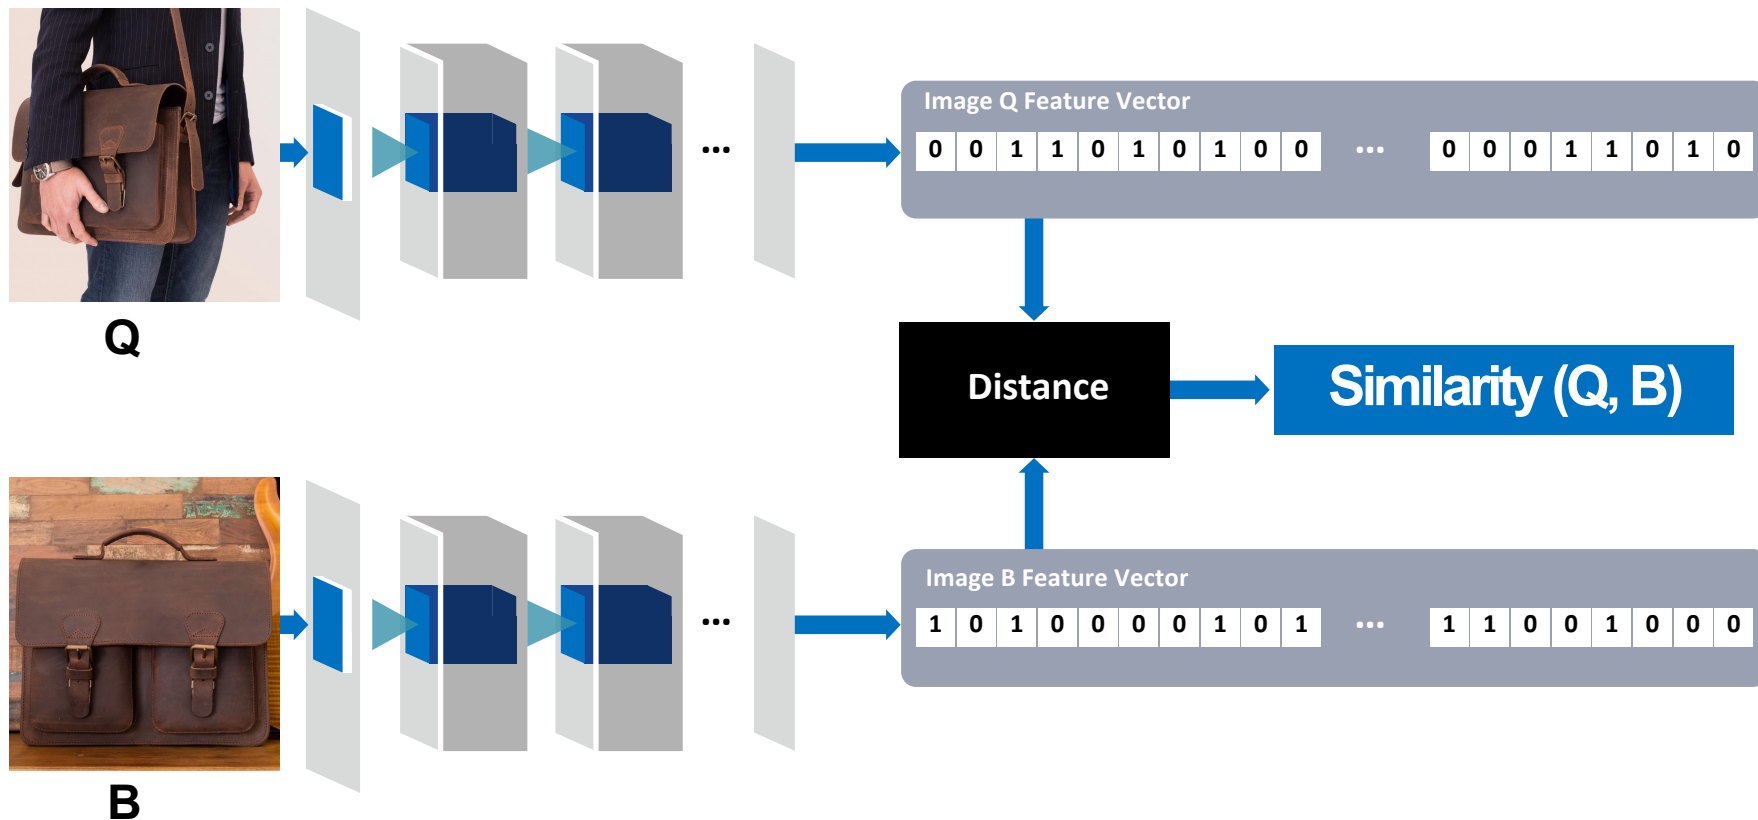 Q
...
Image Q Feature Vector
0 0 1 1 0 1 0 1 0 0 ... 0 0 0 1 1 0 1 0
Distance
Similarity (Q, B)
B
...
Image B Feature Vector
1 0 1 0 0 0 0 1 0 1 ... 1 1 0 0 1 0 0 0